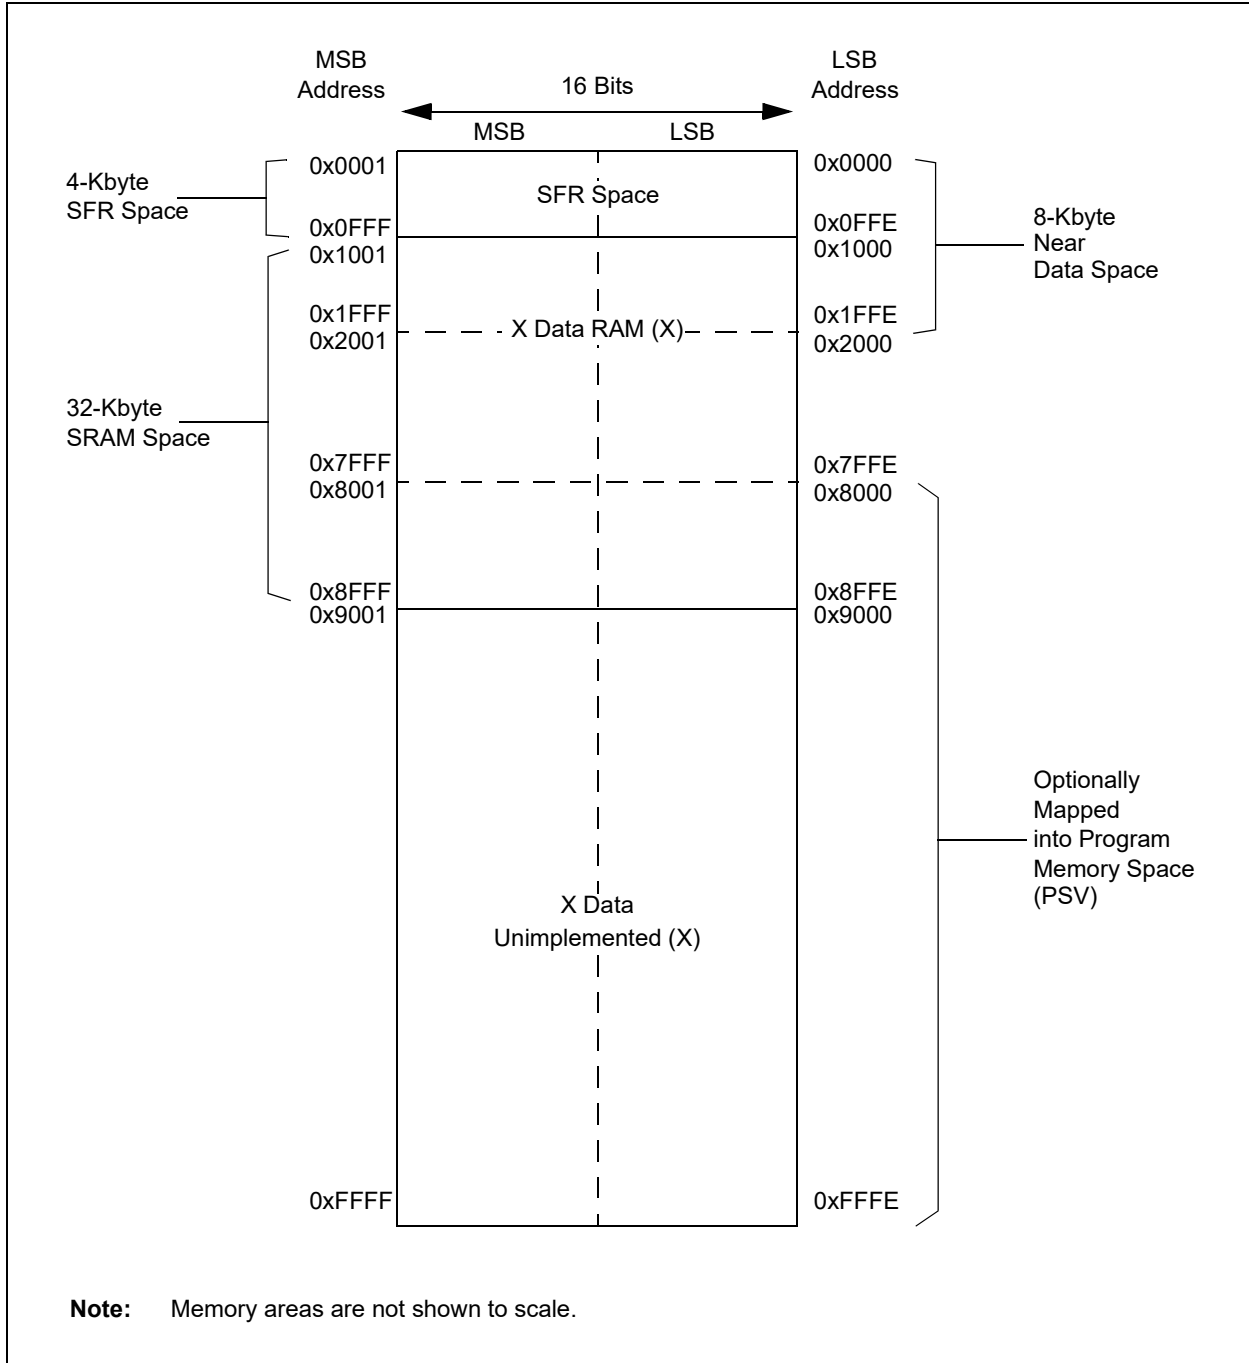 MSB
Address
16 Bits
LSB
Address
MSB
LSB
0x0001
0x0000
4-Kbyte
SFR Space
SFR Space
0x0FFF
0x0FFE
0x1001
0x1000
8-Kbyte
Near
Data Space
0x1FFF
0x1FFE
X Data RAM (X)
0x2001
0x2000
32-Kbyte
SRAM Space
0x7FFF
0x7FFE
0x8001
0x8000
0x8FFF
0x8FFE
0x9001
0x9000
Optionally
Mapped
into Program
Memory Space
(PSV)
X Data
Unimplemented (X)
0xFFFF
0xFFFE
Note: Memory areas are not shown to scale.